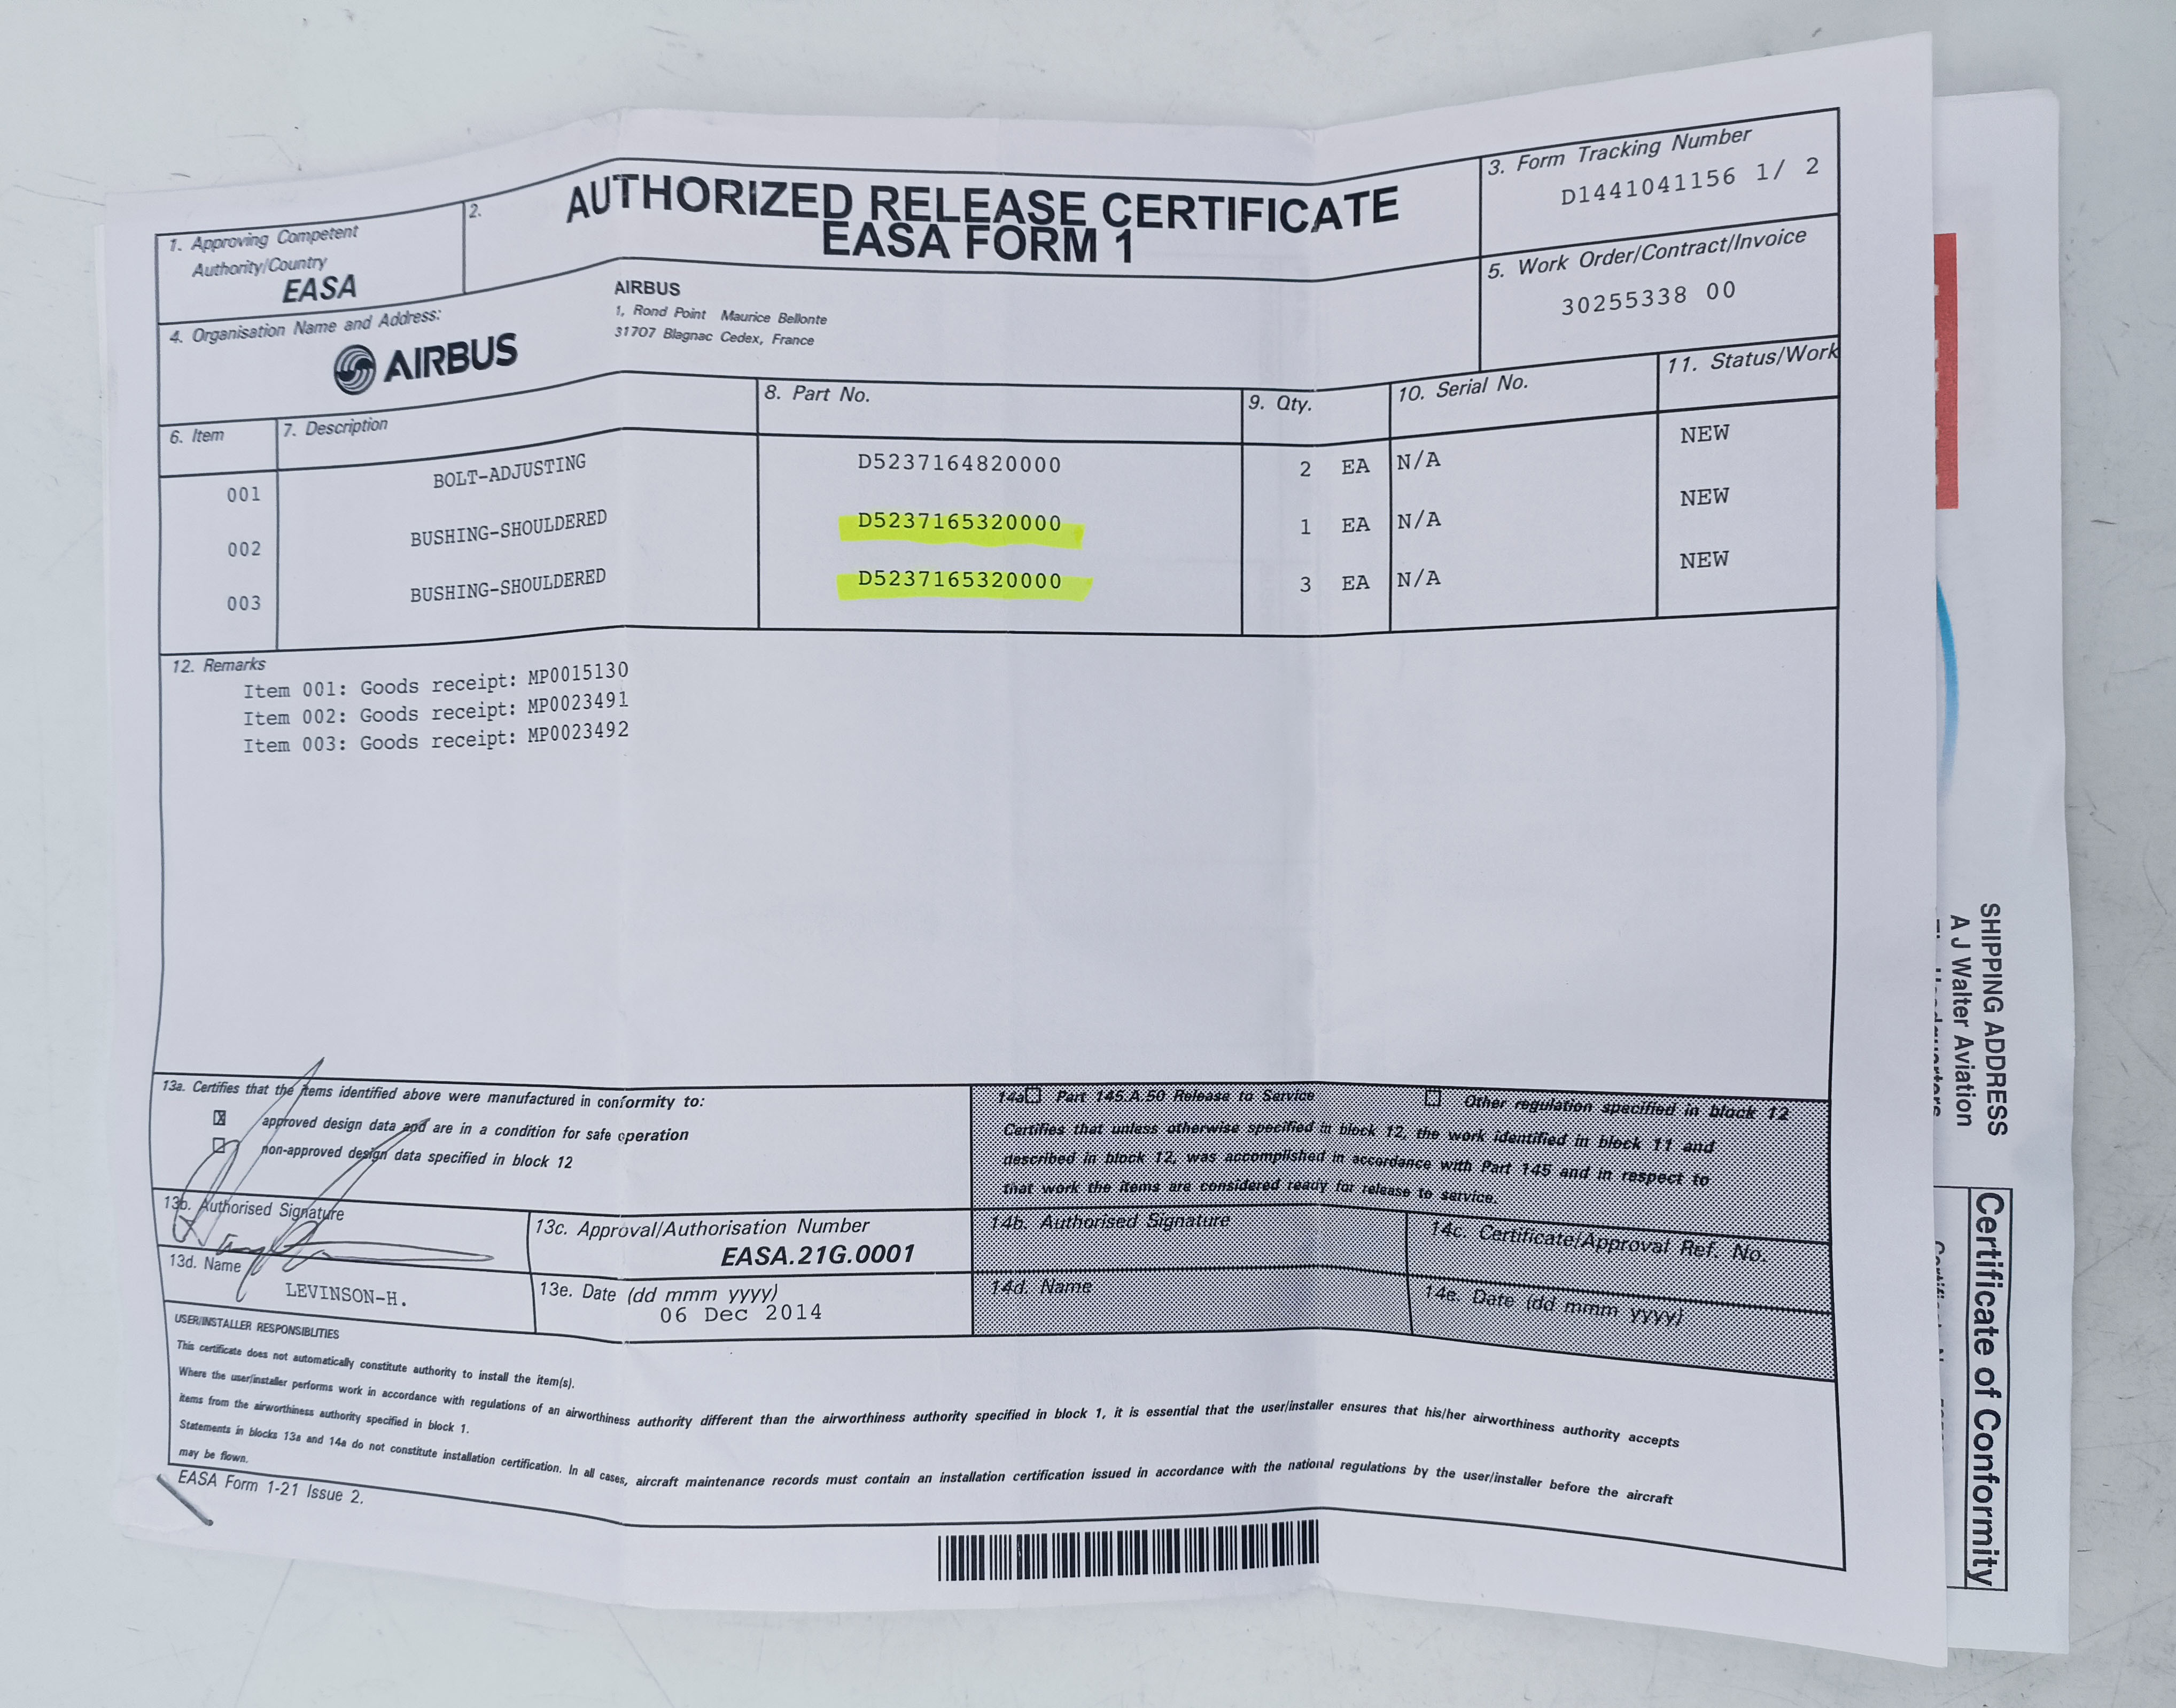 1. Approving Competent
Authority/Country
EASA
2.
AUTHORIZED RELEASE CERTIFICATE
EASA FORM 1
3. Form Tracking Number
D1441041156 1/ 2
4. Organisation Name and Address:
AIRBUS
AIRBUS
1, Rond Point Maurice Bellonte
31707 Blagnac Cedex, France
5. Work Order/Contract/Invoice
30255338 00
6. Item 7. Description 8. Part No. 9. Qty. 10. Serial No. 11. Status/Work
001 BOLT-ADJUSTING D5237164820000 2 EA N/A NEW
002 BUSHING-SHOULDERED D5237165320000 1 EA N/A NEW
003 BUSHING-SHOULDERED D5237165320000 3 EA N/A NEW
12. Remarks
Item 001: Goods receipt: MP0015130
Item 002: Goods receipt: MP0023491
Item 003: Goods receipt: MP0023492
13a. Certifies that the items identified above were manufactured in conformity to:
approved design data and are in a condition for safe operation
non-approved design data specified in block 12
14a Part 145.A.50 Release to Service Other regulation specified in block 12
Certifies that unless otherwise specified in block 12, the work identified in block 11 and
described in block 12, was accomplished in accordance with Part 145 and in respect to
that work the items are considered ready for release to service.
13b. Authorised Signature
13c. Approval/Authorisation Number
EASA.21G.0001
14b. Authorised Signature
14c. Certificate/Approval Ref. No.
13d. Name
LEVINSON-H.
13e. Date (dd mmm yyyy)
06 Dec 2014
14d. Name
14e. Date (dd mmm yyyy)
USER/INSTALLER RESPONSIBLITIES
This certificate does not automatically constitute authority to install the item(s).
Where the user/installer performs work in accordance with regulations of an airworthiness authority different than the airworthiness authority specified in block 1, it is essential that the user/installer ensures that his/her airworthiness authority accepts
items from the airworthiness authority specified in block 1.
Statements in blocks 13a and 14a do not constitute installation certification. In all cases, aircraft maintenance records must contain an installation certification issued in accordance with the national regulations by the user/installer before the aircraft
may be flown.
EASA Form 1-21 Issue 2.
SHIPPING ADDRESS
A J Walter Aviation
Certificate of Conformity